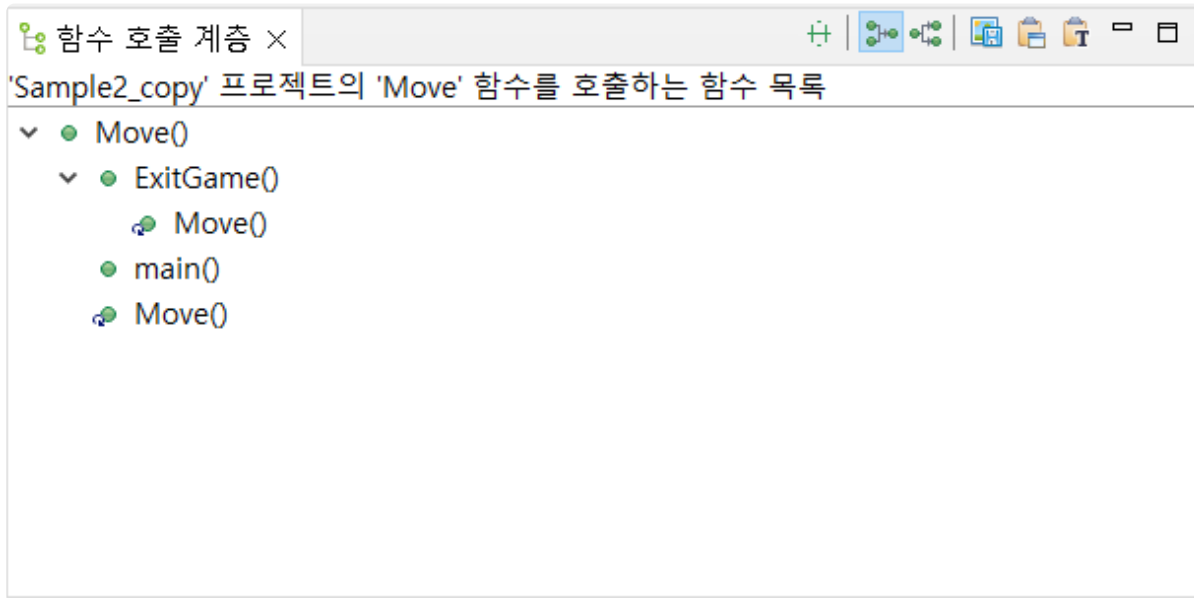 함수 호출 계층
'Sample2_copy' 프로젝트의 'Move' 함수를 호출하는 함수 목록
Move()
ExitGame()
Move()
main()
Move()